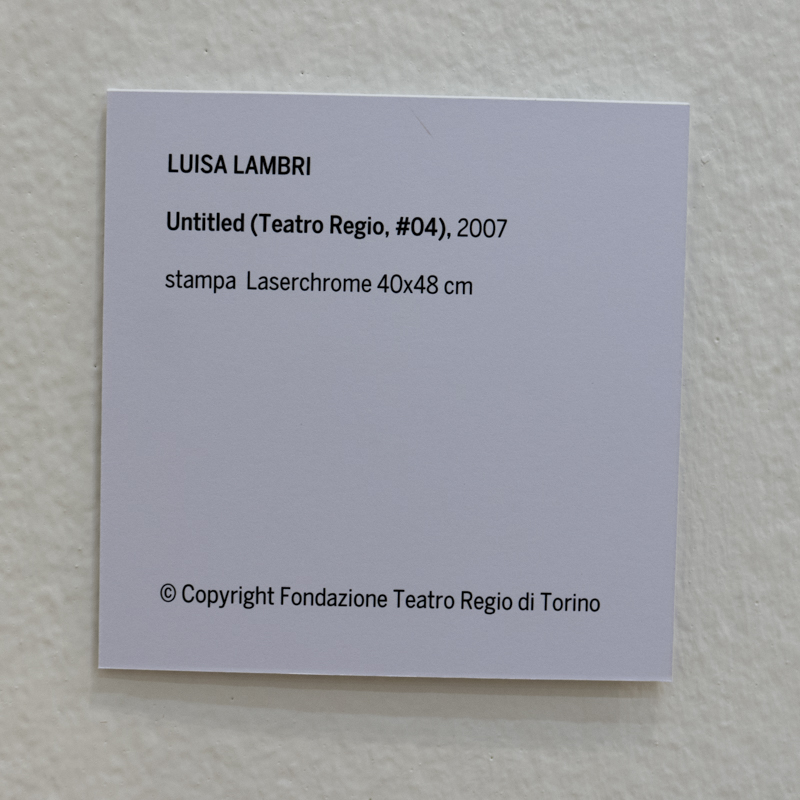 LUISA LAMBRI
Untitled (Teatro Regio, #04), 2007
stampa Laserchrome 40x48 cm
© Copyright Fondazione Teatro Regio di Torino